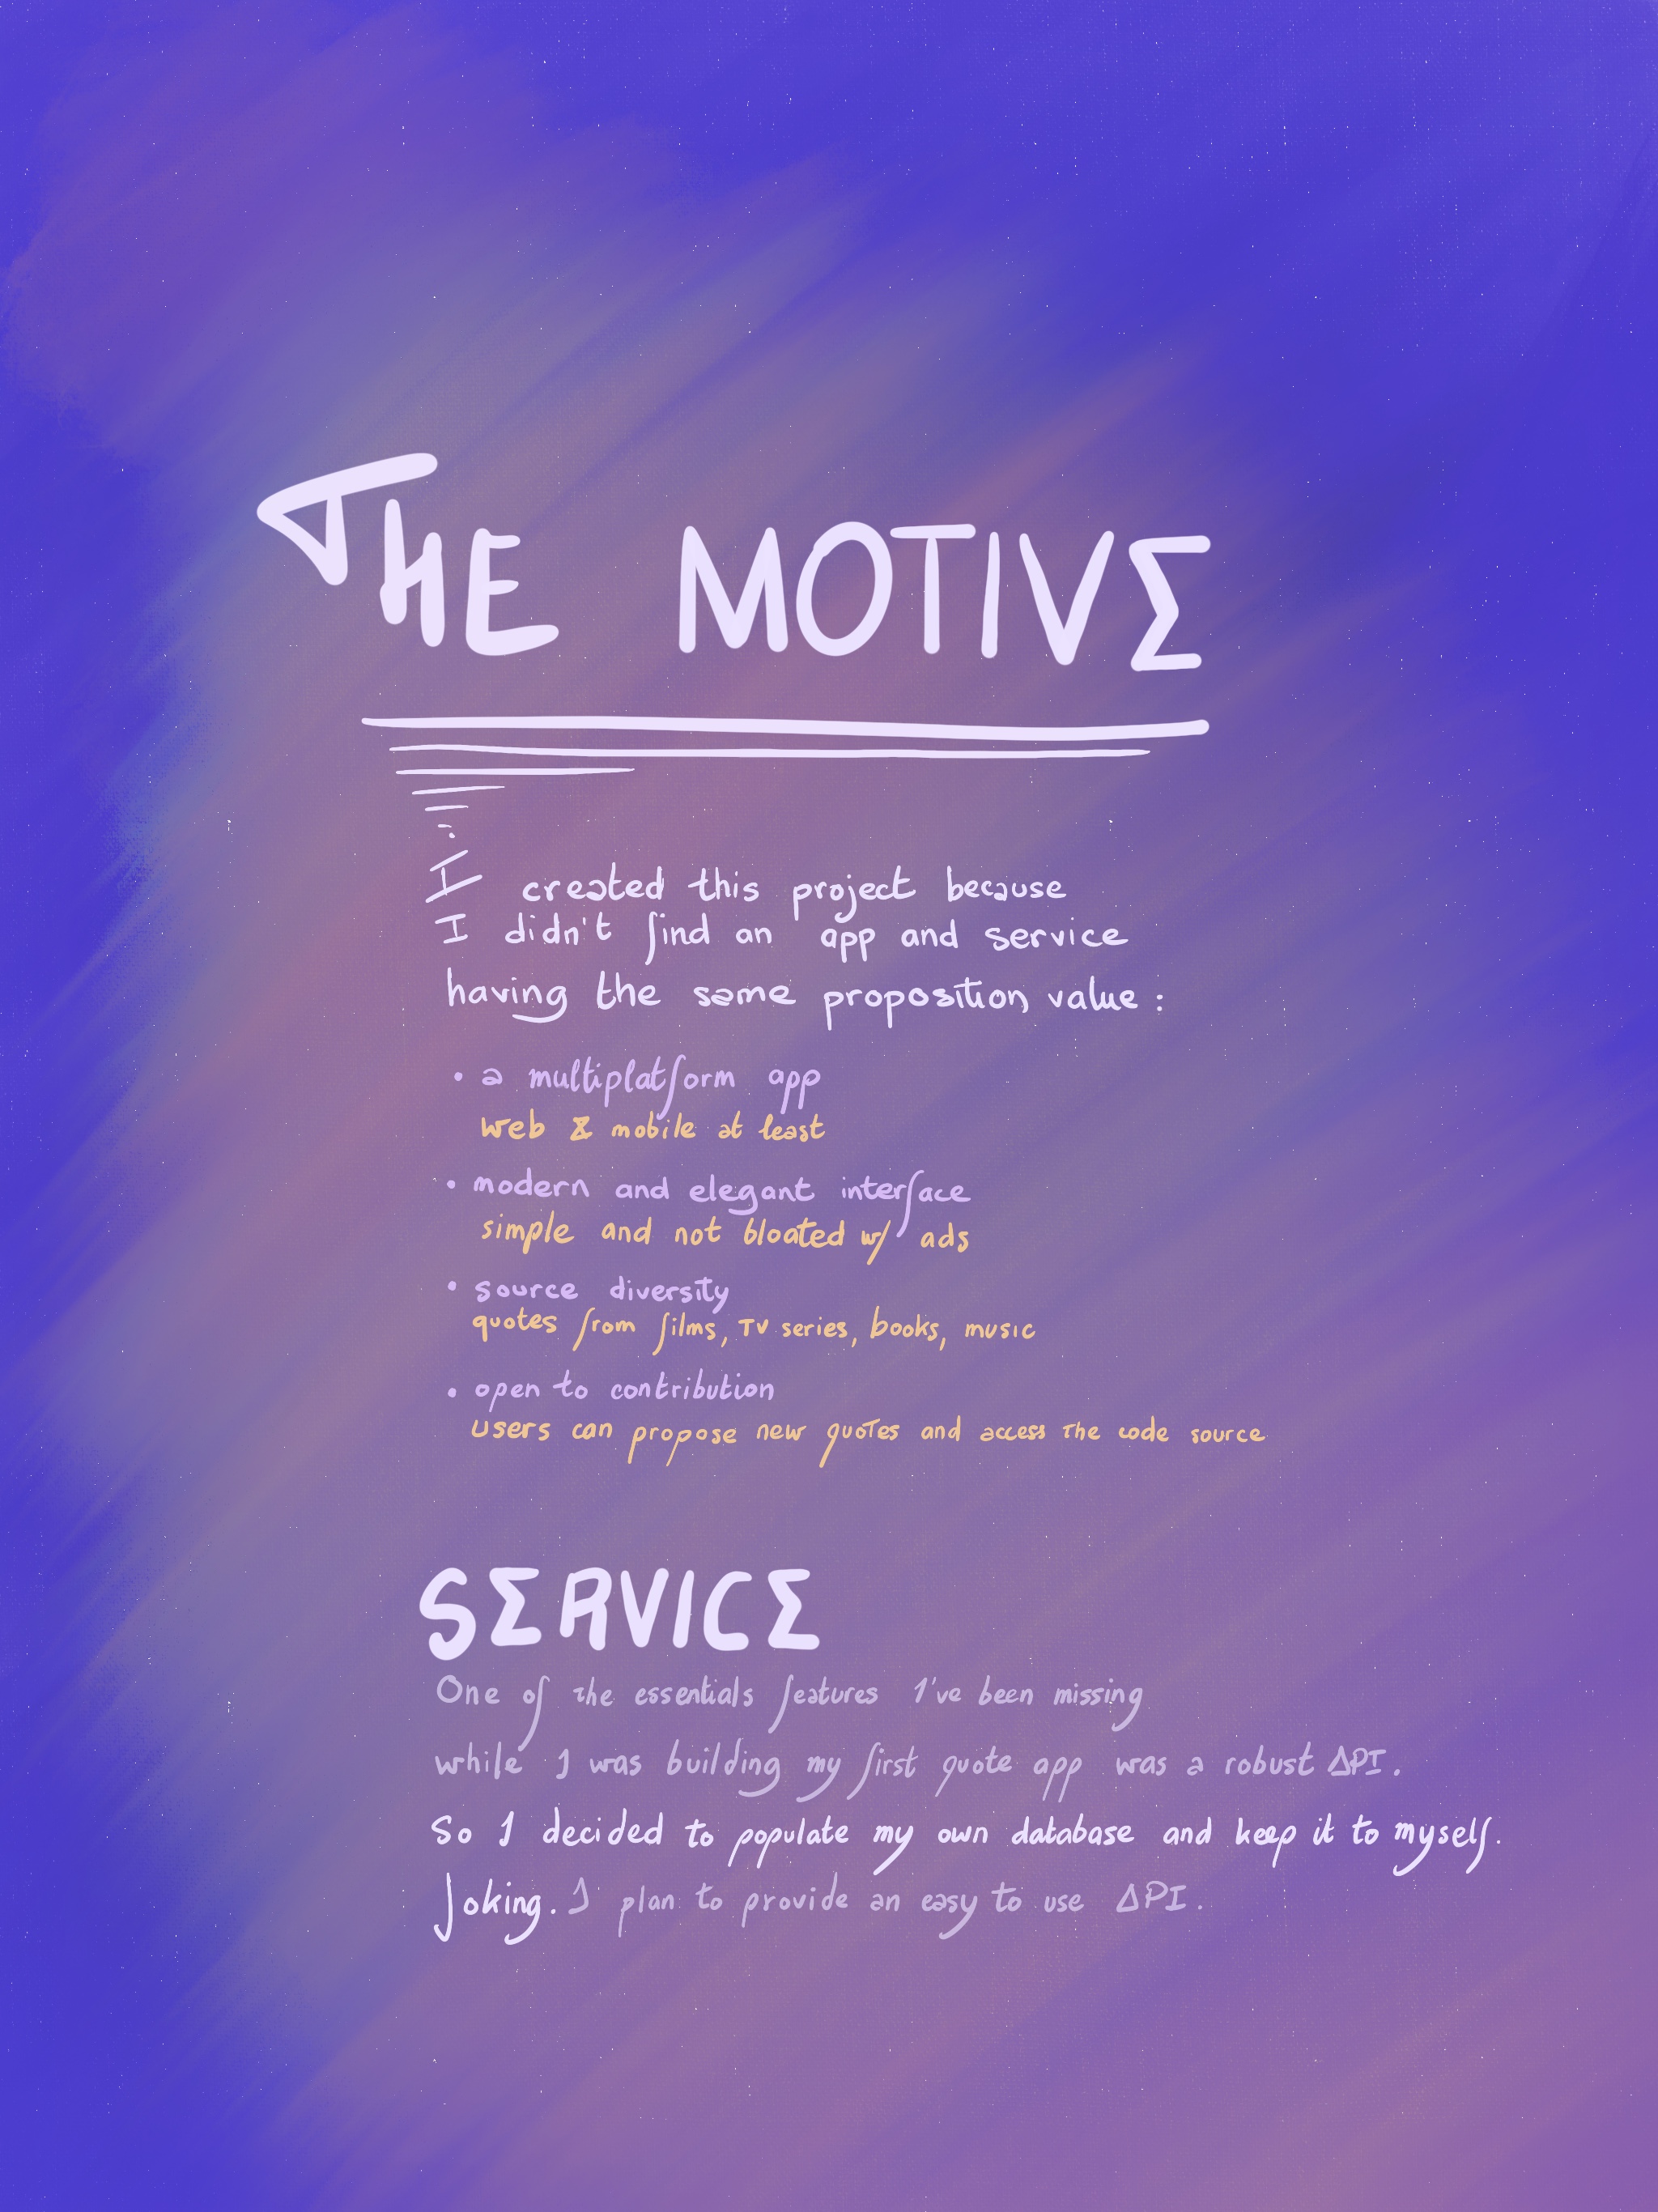 THE MOTIVE
I created this project because
I didn't find an app and service
having the same proposition value :
• a multiplatform app
web & mobile at least
• modern and elegant interface
simple and not bloated w/ ads
• source diversity
quotes from films, TV series, books, music
• open to contribution
users can propose new quotes and access the code source
SERVICE
One of the essentials features I've been missing
while I was building my first quote app was a robust API.
So I decided to populate my own database and keep it to myself.
Joking. I plan to provide an easy to use API.